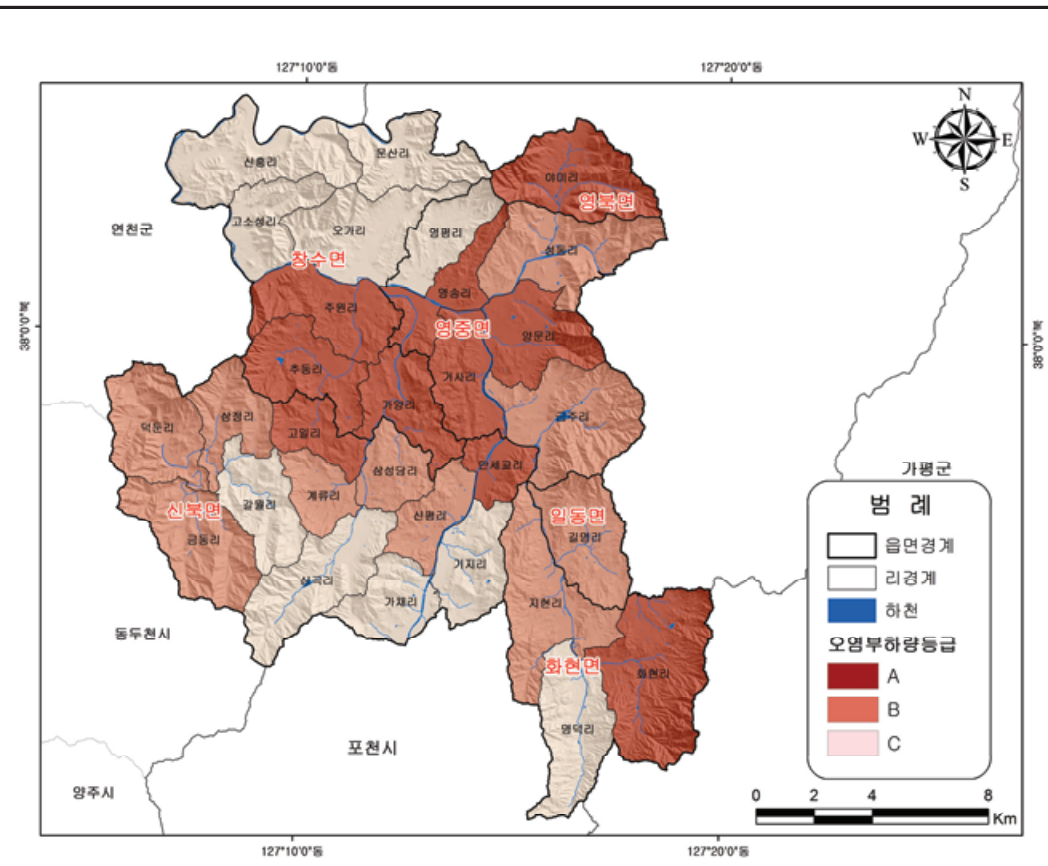 127°10'0"동
127°20'0"동
N
W
E
S
38°0'0"북
38°0'0"북
운산리
산흥리
야미리
영북면
고소성리
오가리
영평리
연천군
성동리
창수면
영송리
주원리
영중면
양문리
추동리
거사리
가양리
금주리
삼정리
덕둔리
고일리
만세교리
삼성당리
가평군
계류리
갈월리
신북면
신평리
일동면
금동리
길명리
기지리
가채리
지현리
동두천시
화현면
화현리
명덕리
포천시
양주시
범 례
읍면경계
리경계
하천
오염부하량등급
A
B
C
0 2 4 8
Km
127°10'0"동
127°20'0"동